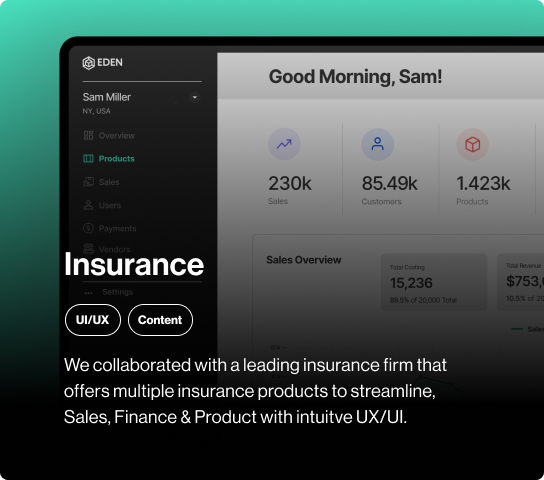 EDEN
Good Morning, Sam!
Sam Miller
NY, USA
Overview
Products
Sales
Users
Payments
Vendors
Settings
230k
Sales
85.49k
Customers
1.423k
Products
Sales Overview
Total Costing
15,236
89.5% of 20,000 Total
Total Revenue
$753,
10.5% of 20
Sales
Insurance
UI/UX
Content
We collaborated with a leading insurance firm that
offers multiple insurance products to streamline,
Sales, Finance & Product with intuitve UX/UI.